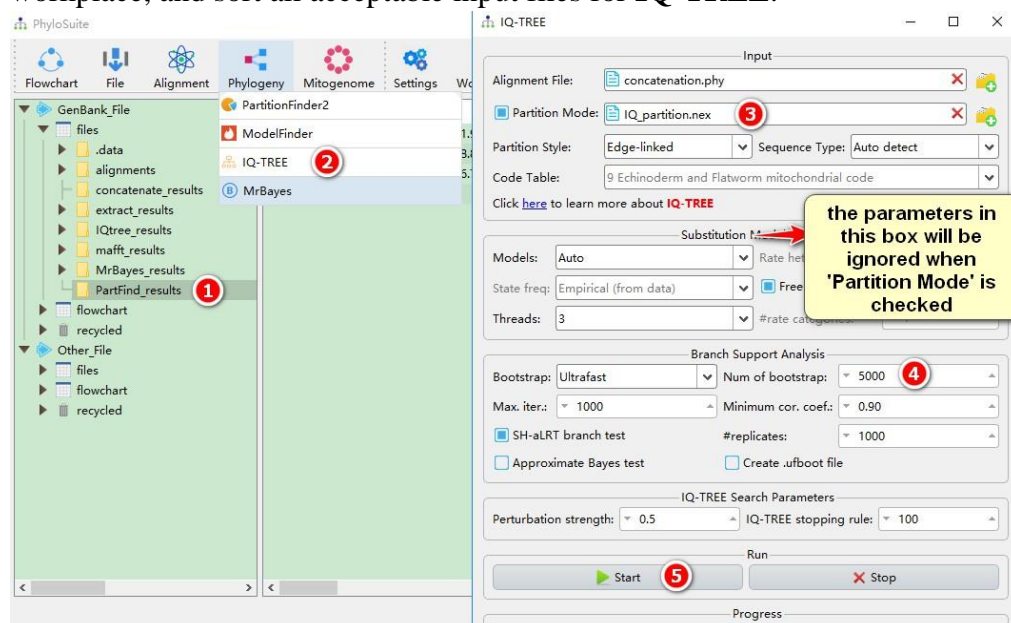 workplace, and sort an acceptable input files for IQ-TREE.
PhyloSuite
Flowchart File Alignment Phylogeny Mitogenome Settings
GenBank_File
files
.data
alignments
concatenate_results
extract_results
IQtree_results
mafft_results
MrBayes_results
PartFind_results 1
flowchart
recycled
Other_File
files
flowchart
recycled
PartitionFinder2
ModelFinder
IQ-TREE 2
MrBayes
IQ-TREE
Input
Alignment File: concatenation.phy
Partition Mode: IQ_partition.nex 3
Partition Style: Edge-linked Sequence Type: Auto detect
Code Table: 9 Echinoderm and Flatworm mitochondrial code
Click here to learn more about IQ-TREE
the parameters in
this box will be
ignored when
'Partition Mode' is
checked
Models: Auto
State freq: Empirical (from data) Free
Threads: 3
Branch Support Analysis
Bootstrap: Ultrafast Num of bootstrap: 5000 4
Max. iter.: 1000 Minimum cor. coef.: 0.90
SH-aLRT branch test #replicates: 1000
Approximate Bayes test Create .ufboot file
IQ-TREE Search Parameters
Perturbation strength: 0.5 IQ-TREE stopping rule: 100
Run
Start 5 Stop
Progress